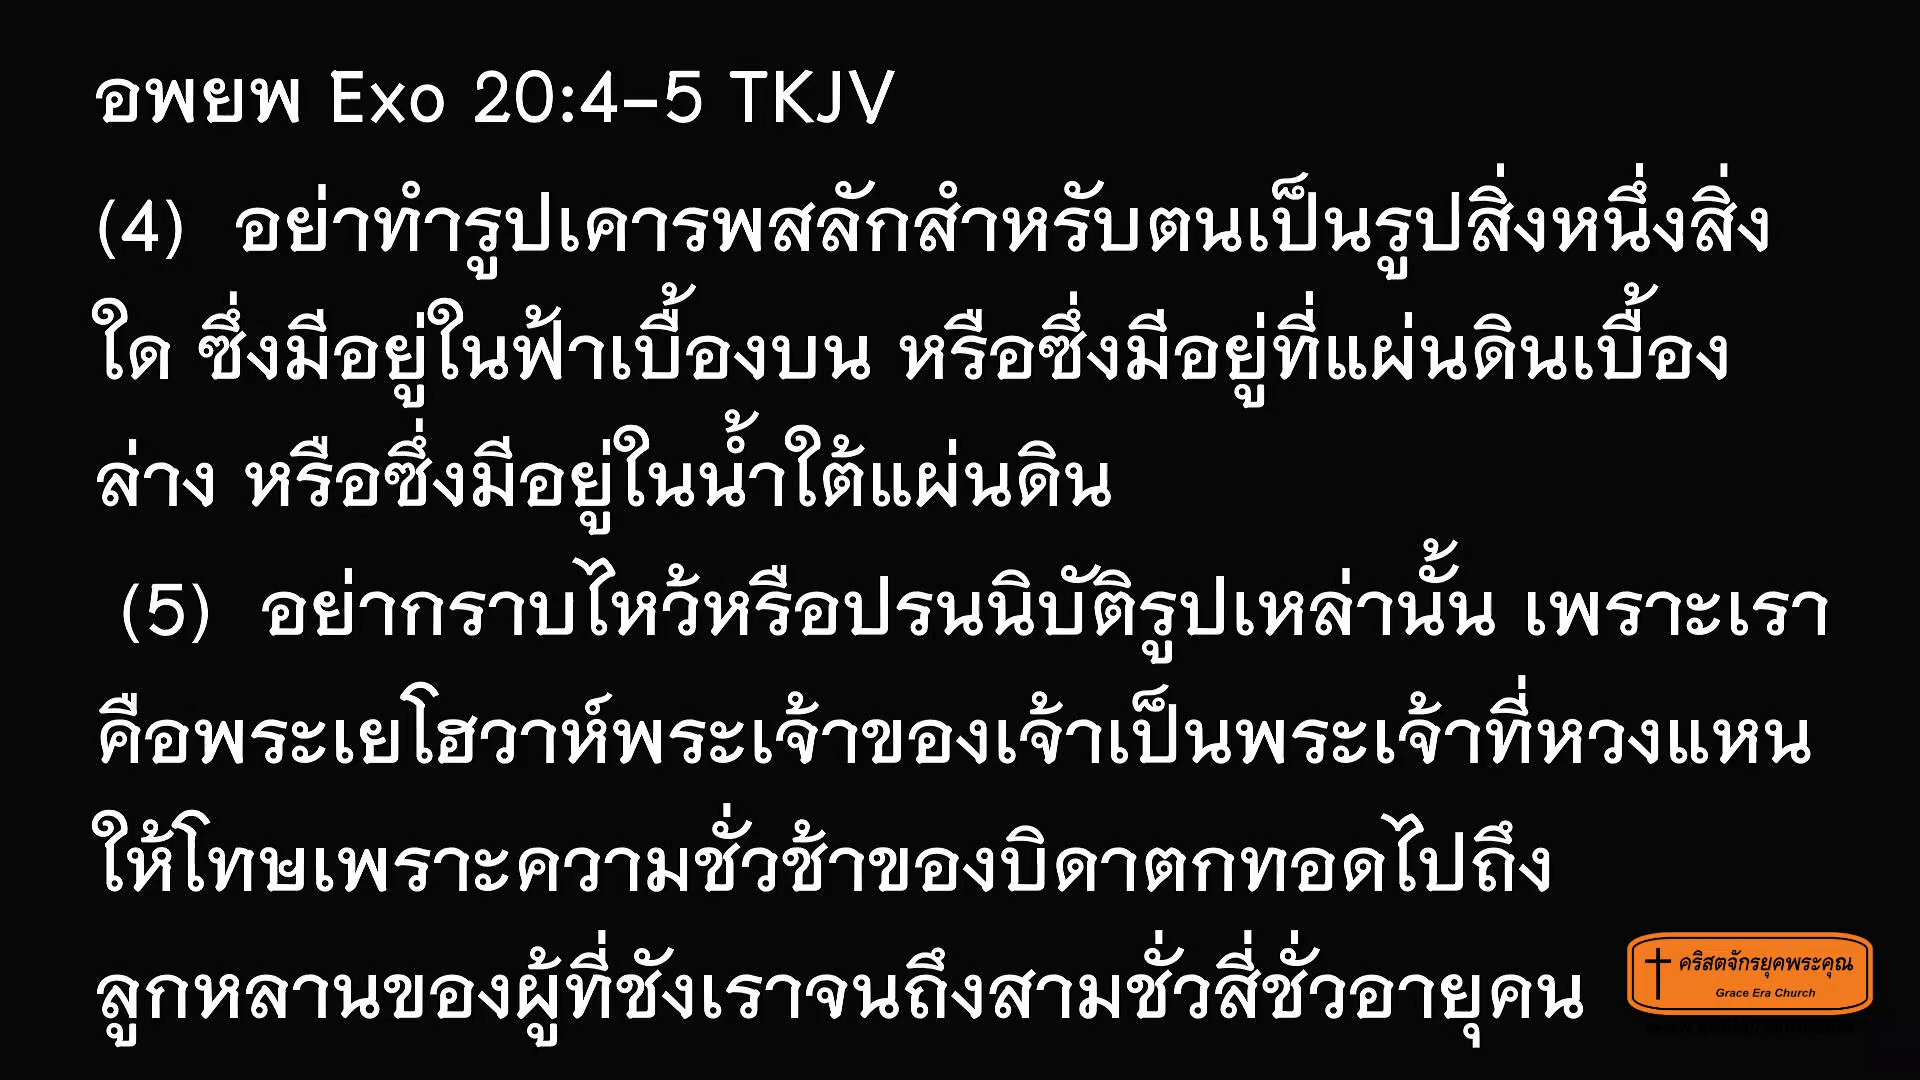 อพยพ Exo 20:4-5 TKJV
(4) อย่าทำรูปเคารพสลักสำหรับตนเป็นรูปสิ่งหนึ่งสิ่ง
ใด ซึ่งมีอยู่ในฟ้าเบื้องบน หรือซึ่งมีอยู่ที่แผ่นดินเบื้อง
ล่าง หรือซึ่งมีอยู่ในน้ำใต้แผ่นดิน
(5) อย่ากราบไหว้หรือปรนนิบัติรูปเหล่านั้น เพราะเรา
คือพระเยโฮวาห์พระเจ้าของเจ้าเป็นพระเจ้าที่หวงแหน
ให้โทษเพราะความชั่วช้าของบิดาตกทอดไปถึง
ลูกหลานของผู้ที่ชังเราจนถึงสามชั่วสี่ชั่วอายุคน
คริสตจักรยุคพระคุณ
Grace Era Church